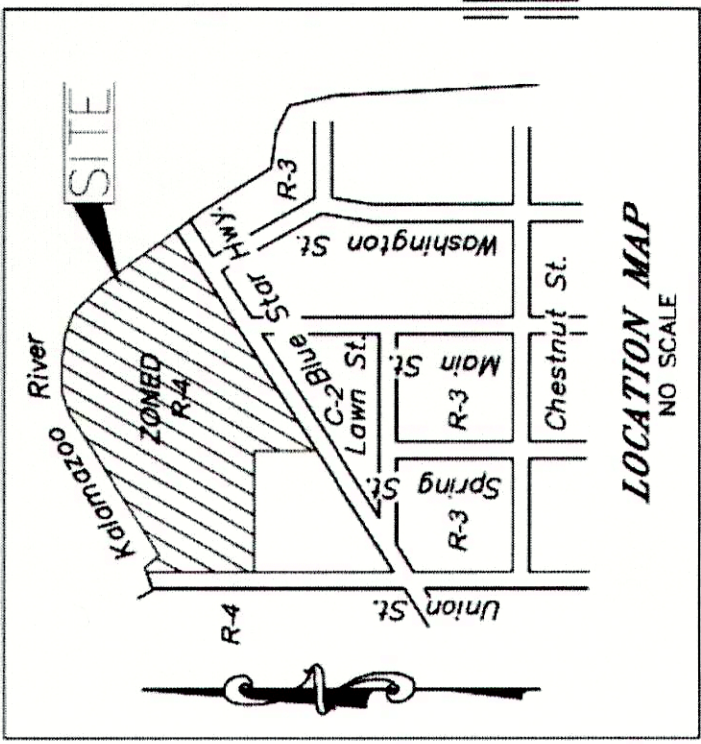 SITE
River
Kalamazoo
ZONED
R-4
R-4
Blue Star Hwy.
R-3
C-2
Lawn St.
Washington St.
Main St.
Spring St.
Union St.
R-3
R-3
Chestnut St.
LOCATION MAP
NO SCALE